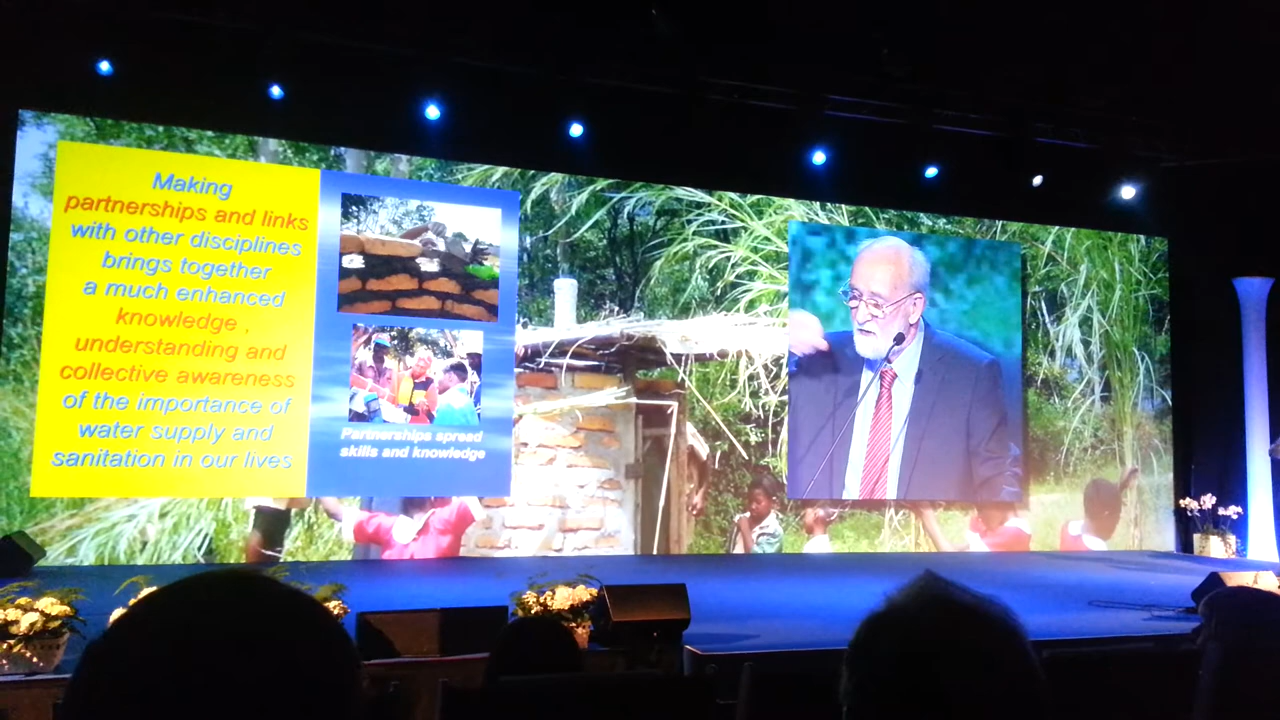 Making
partnerships and links
with other disciplines
brings together
a much enhanced
knowledge ,
understanding and
collective awareness
of the importance of
water supply and
sanitation in our lives
Partnerships spread
skills and knowledge